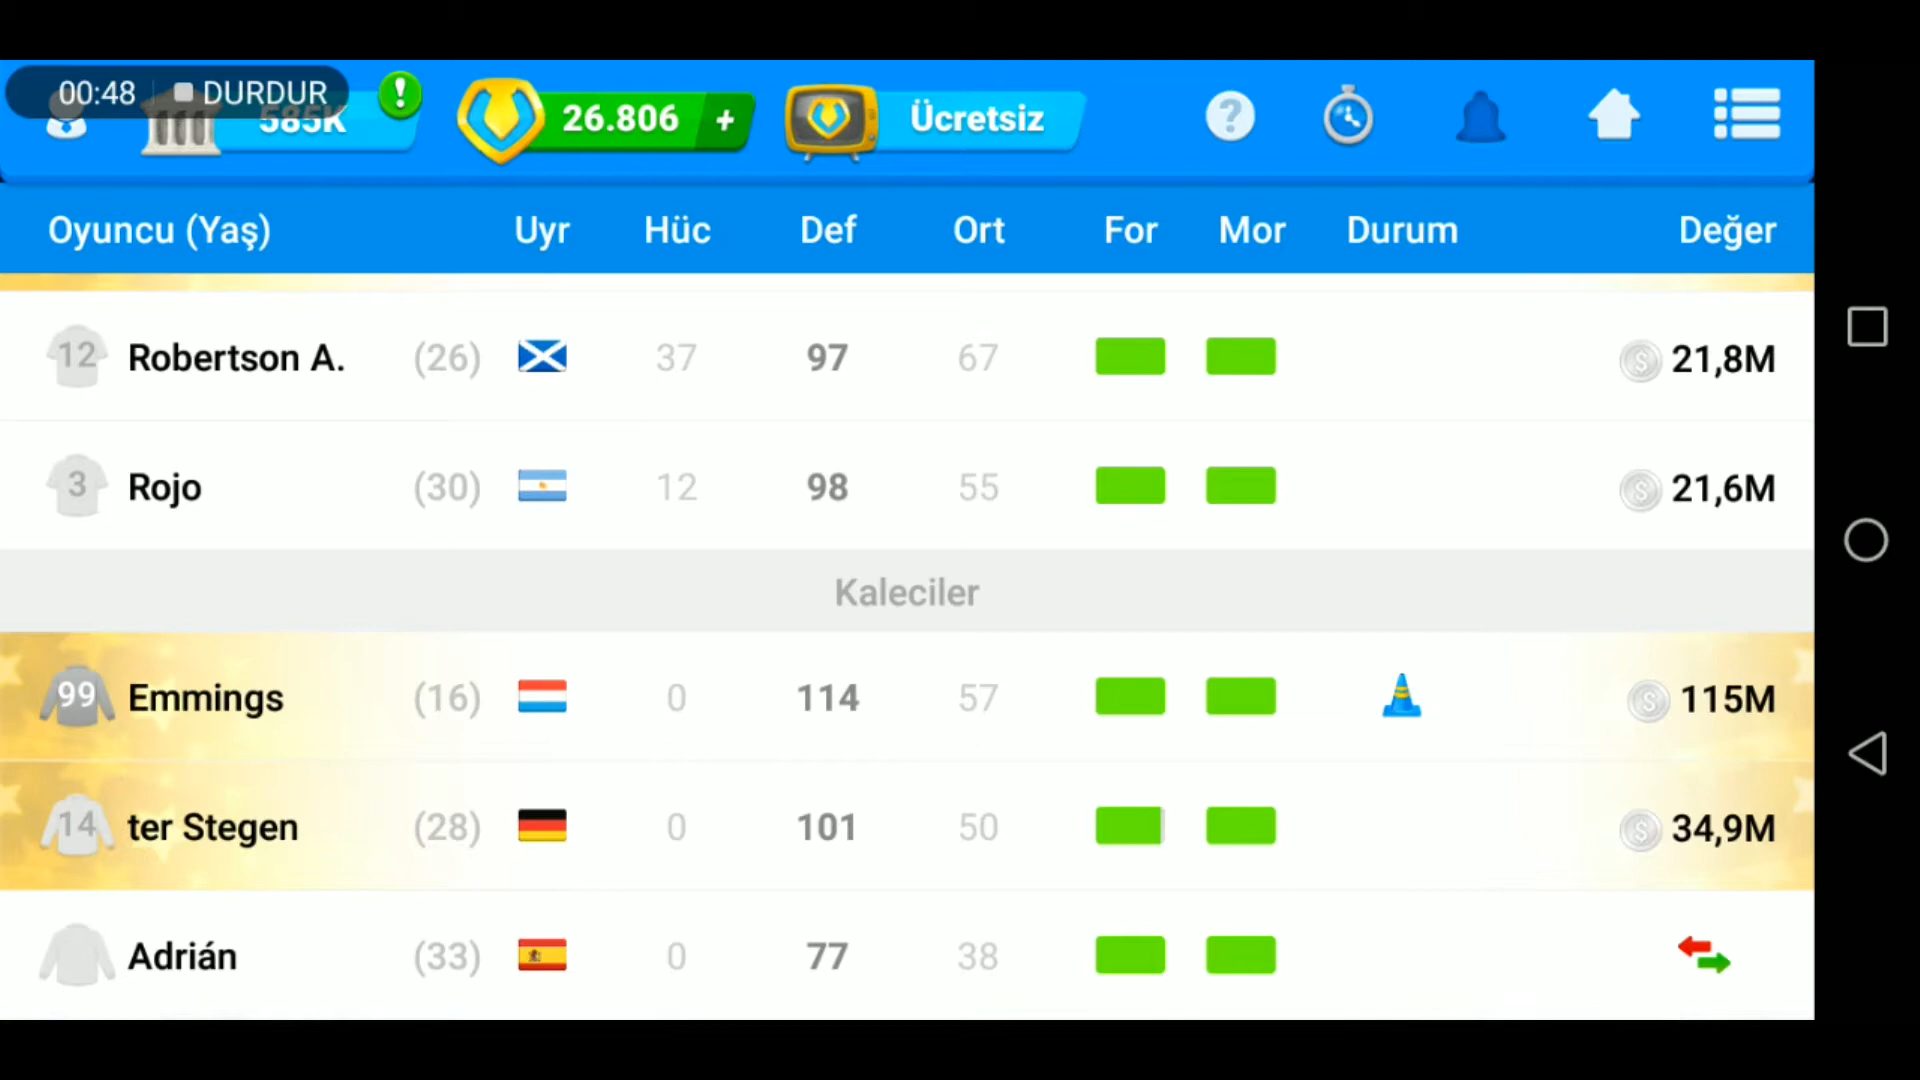 00:48 DURDUR
585K
26.806 +
Ücretsiz
?
Oyuncu (Yaş) Uyr Hüc Def Ort For Mor Durum Değer
12 Robertson A. (26) 37 97 67 21,8M
3 Rojo (30) 12 98 55 21,6M
Kaleciler
99 Emmings (16) 0 114 57 115M
14 ter Stegen (28) 0 101 50 34,9M
Adrián (33) 0 77 38